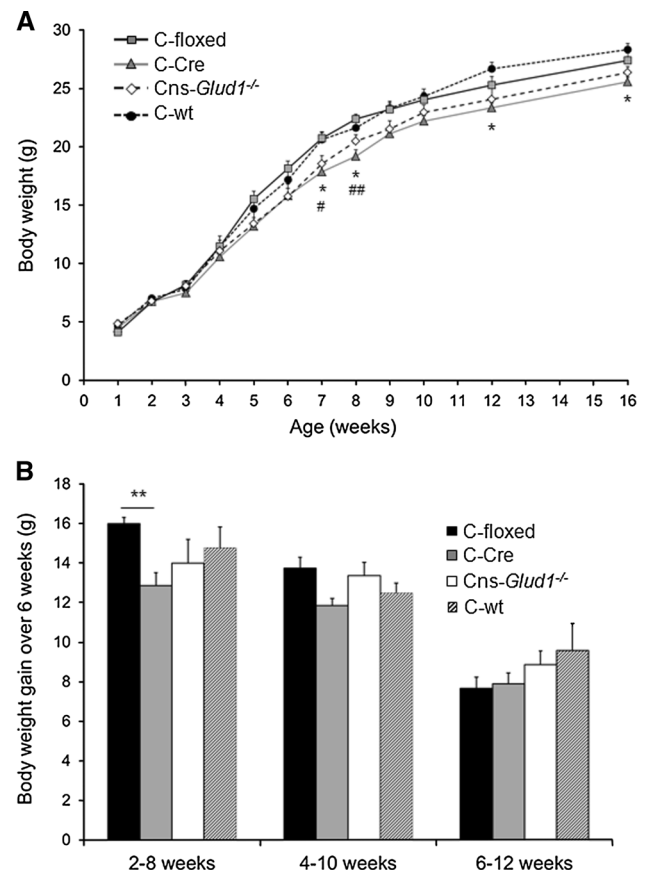 A
30
25
20
15
10
5
0
Body weight (g)
C-floxed
C-Cre
Cns-Glud1-/-
C-wt
*
#
*
##
*
*
0 1 2 3 4 5 6 7 8 9 10 11 12 13 14 15 16
Age (weeks)
B
18
16
14
12
10
8
6
4
2
0
Body weight gain over 6 weeks (g)
**
C-floxed
C-Cre
Cns-Glud1-/-
C-wt
2-8 weeks 4-10 weeks 6-12 weeks